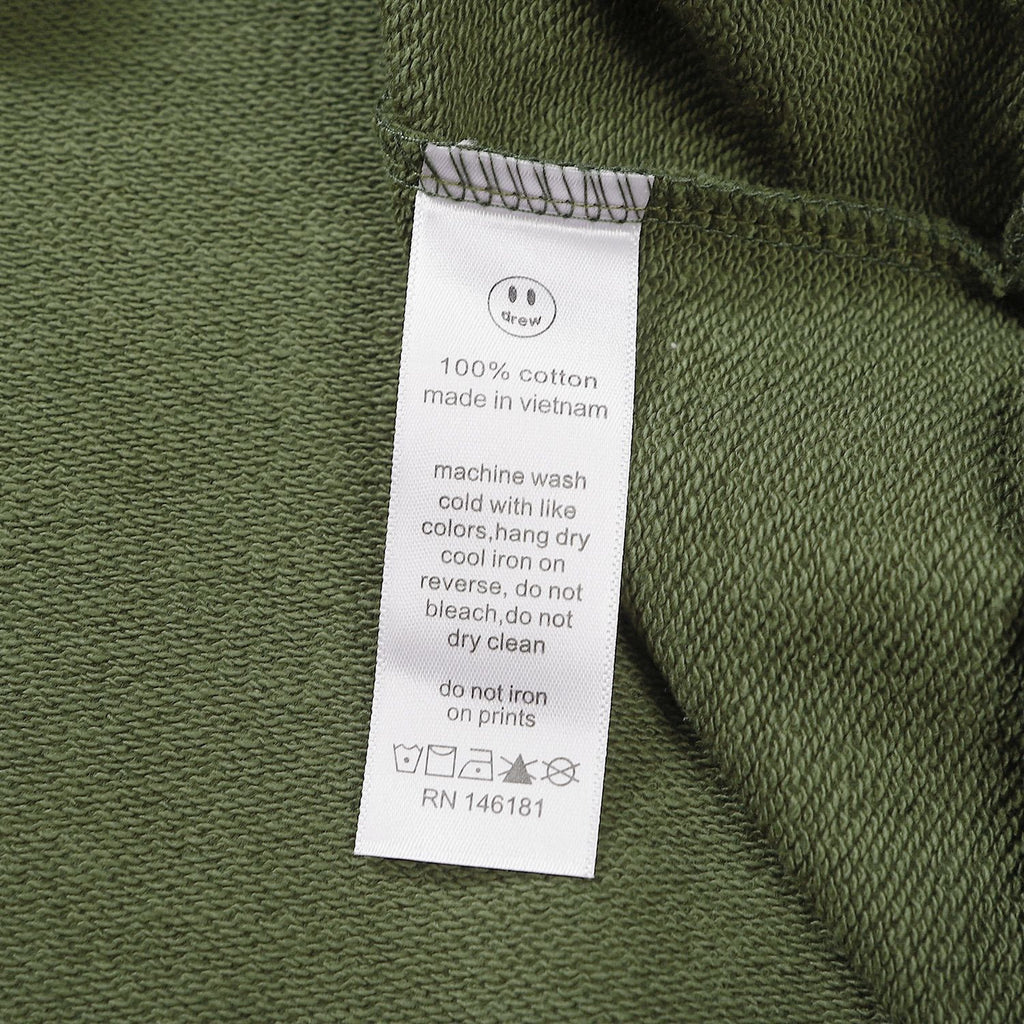 drew
100% cotton
made in vietnam
machine wash
cold with like
colors,hang dry
cool iron on
reverse, do not
bleach,do not
dry clean
do not iron
on prints
RN 146181